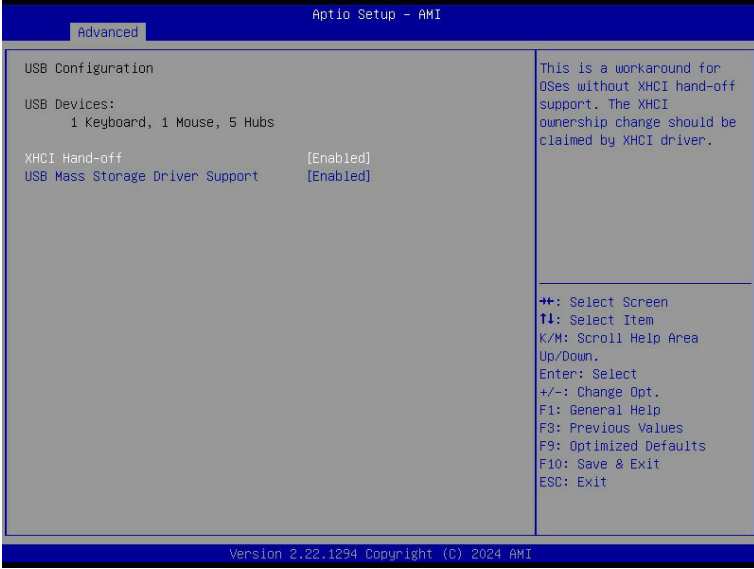 Aptio Setup – AMI
Advanced
USB Configuration
USB Devices:
1 Keyboard, 1 Mouse, 5 Hubs
XHCI Hand-off [Enabled]
USB Mass Storage Driver Support [Enabled]
This is a workaround for
OSes without XHCI hand-off
support. The XHCI
ownership change should be
claimed by XHCI driver.
→←: Select Screen
↑↓: Select Item
K/M: Scroll Help Area
Up/Down.
Enter: Select
+/-: Change Opt.
F1: General Help
F3: Previous Values
F9: Optimized Defaults
F10: Save & Exit
ESC: Exit
Version 2.22.1294 Copyright (C) 2024 AMI